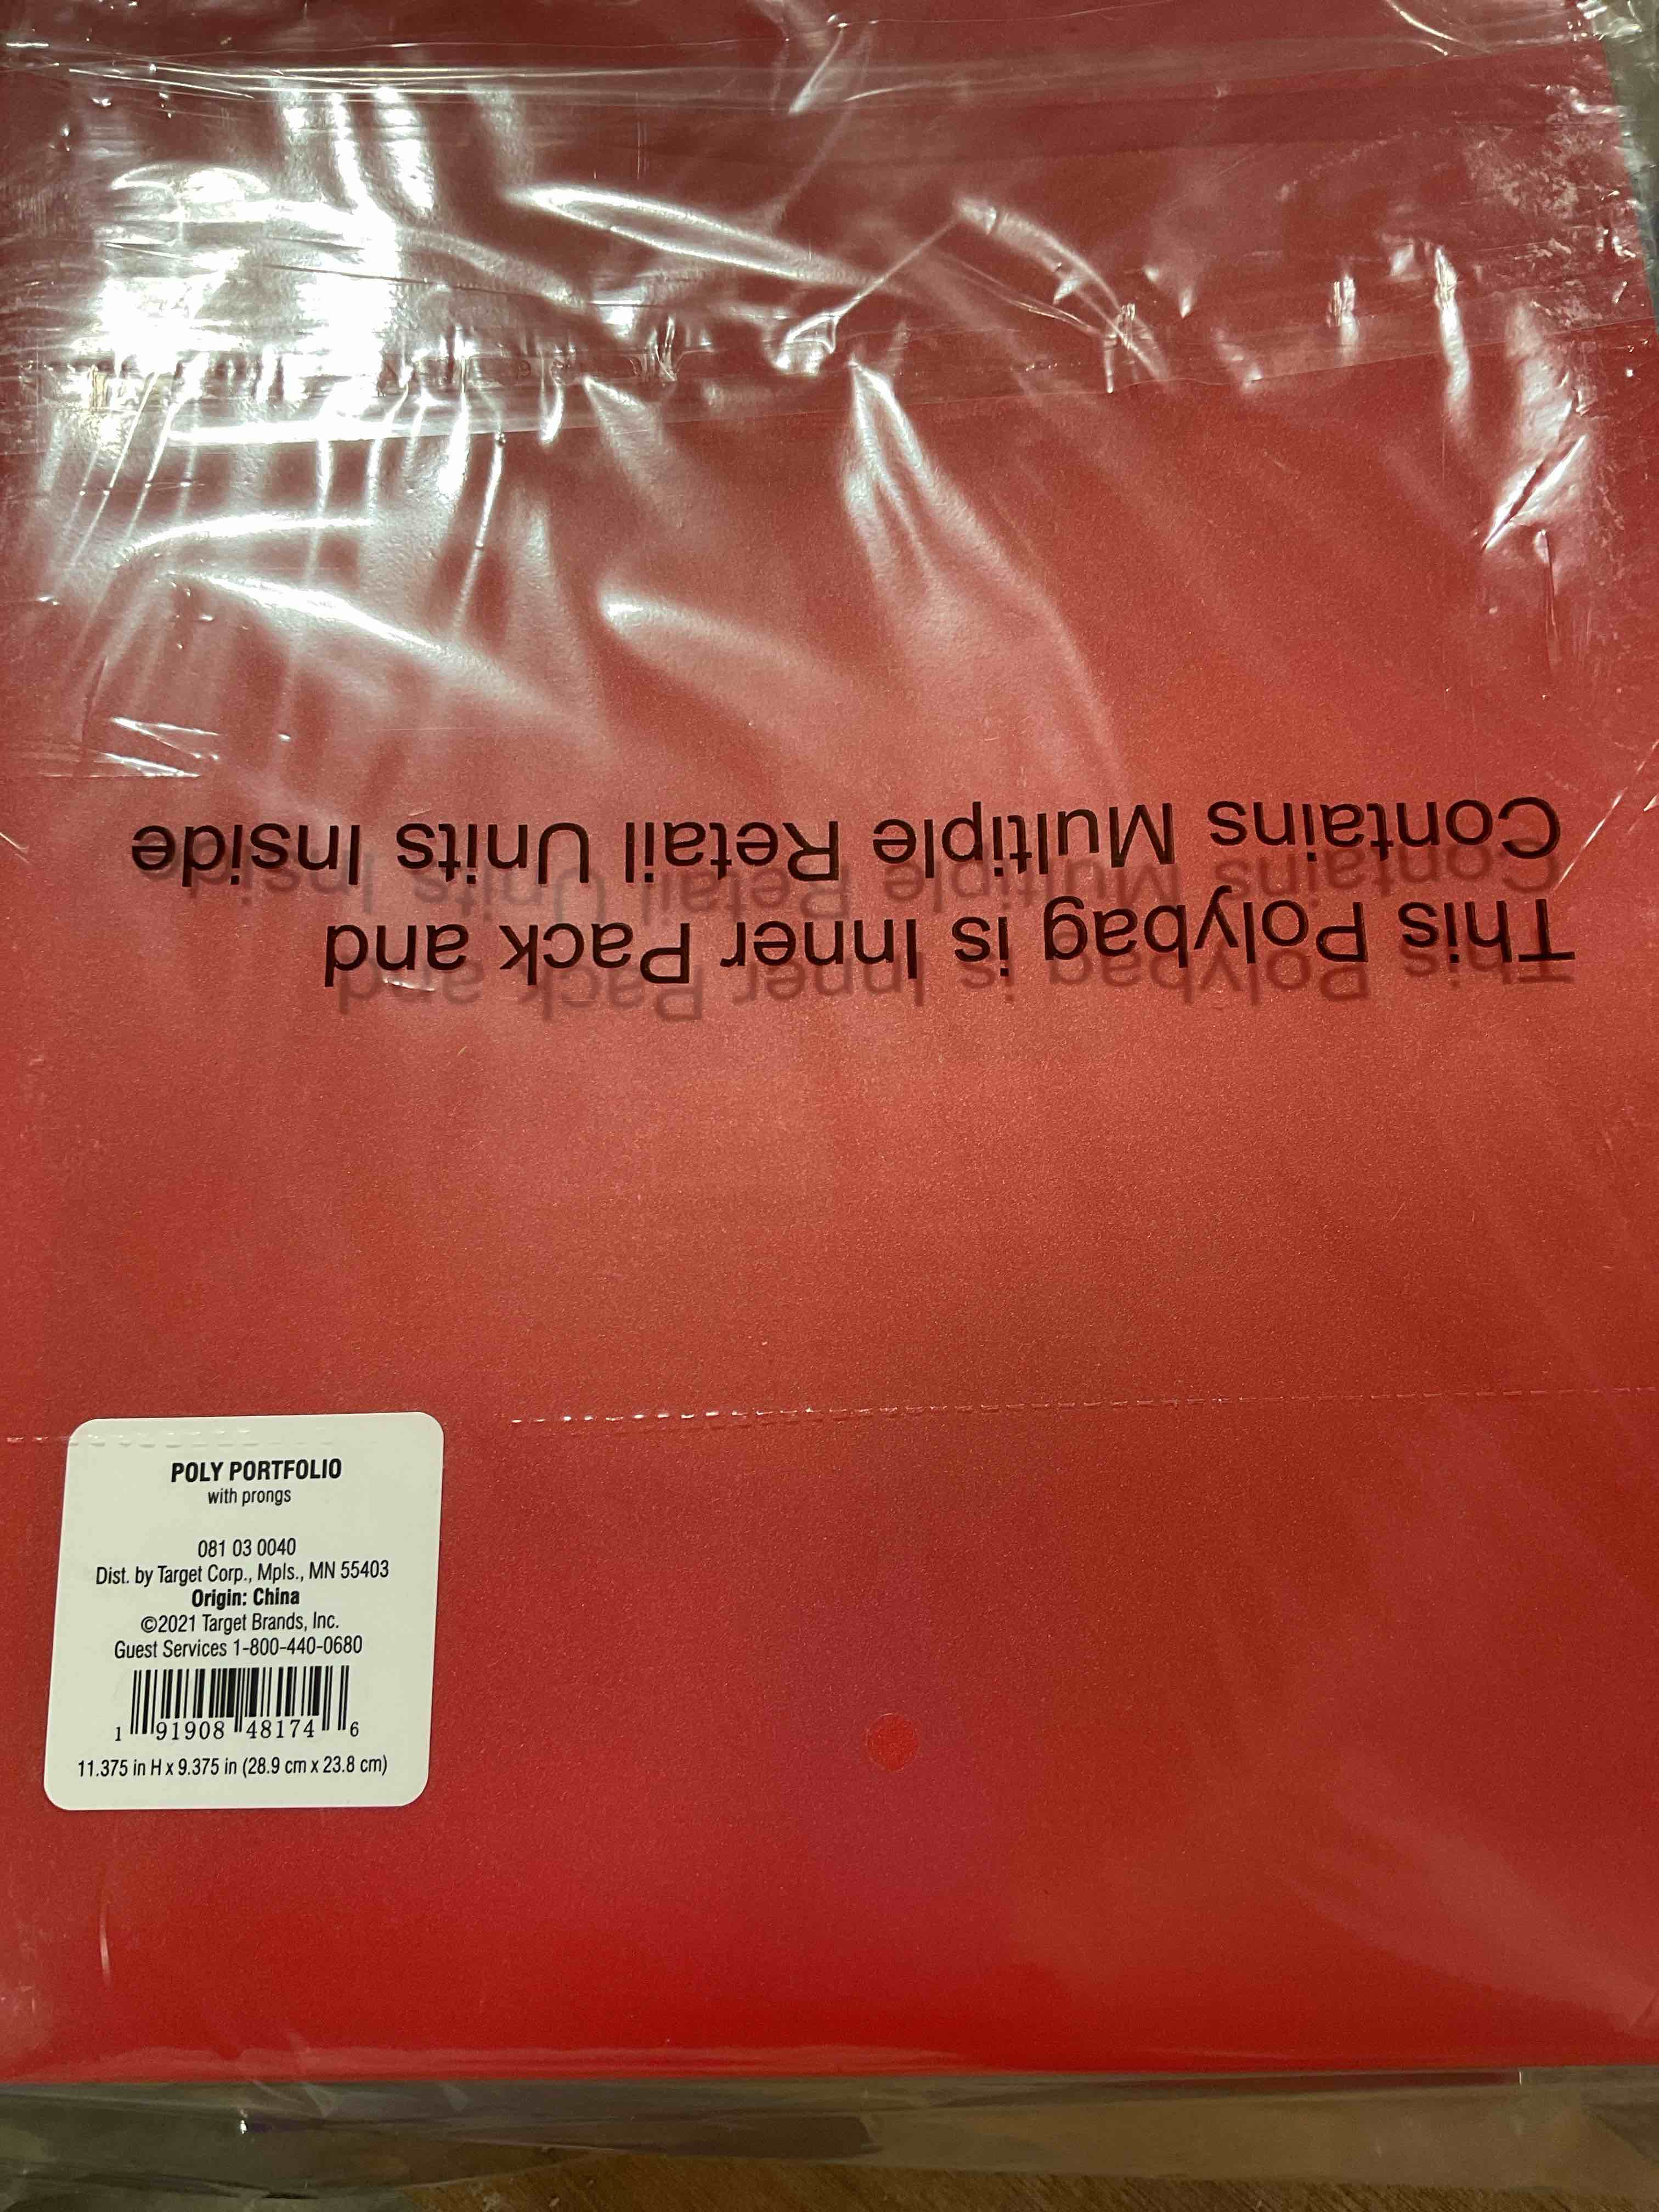 This Polybag is Inner Pack and
Contains Multiple Retail Units Inside
POLY PORTFOLIO
with prongs
081 03 0040
Dist. by Target Corp., Mpls., MN 55403
Origin: China
©2021 Target Brands, Inc.
Guest Services 1-800-440-0680
1 91908 48174 6
11.375 in H x 9.375 in (28.9 cm x 23.8 cm)